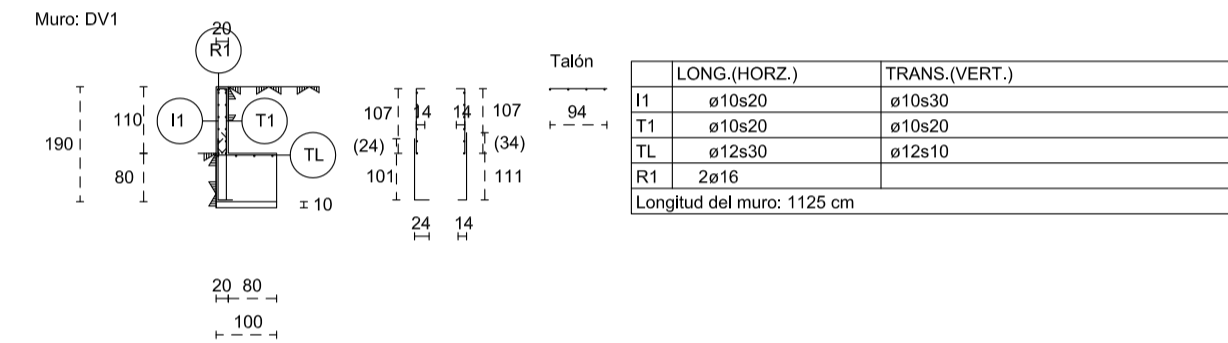 Muro: DV1
20
R1
Talón
LONG.(HORZ.) TRANS.(VERT.)
I1 ø10s20 ø10s30
T1 ø10s20 ø10s20
TL ø12s30 ø12s10
R1 2ø16
Longitud del muro: 1125 cm
190
110
80
I1
T1
TL
10
107 14 14 107
(24) (34)
101 111
24 14
94
20 80
100